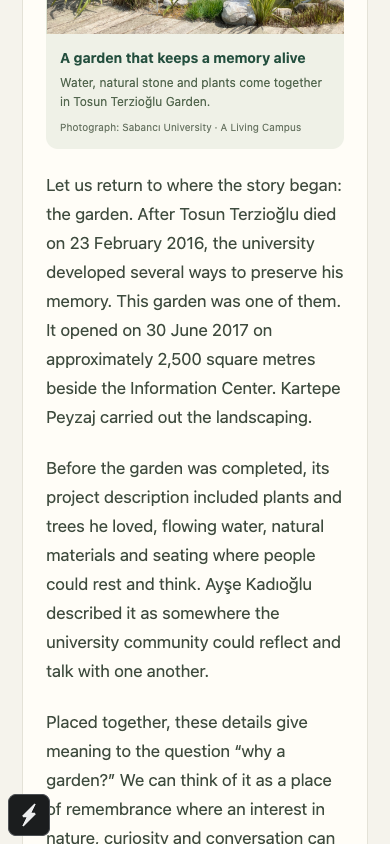 A garden that keeps a memory alive
Water, natural stone and plants come together
in Tosun Terzioğlu Garden.
Photograph: Sabancı University · A Living Campus
Let us return to where the story began:
the garden. After Tosun Terzioğlu died
on 23 February 2016, the university
developed several ways to preserve his
memory. This garden was one of them.
It opened on 30 June 2017 on
approximately 2,500 square metres
beside the Information Center. Kartepe
Peyzaj carried out the landscaping.
Before the garden was completed, its
project description included plants and
trees he loved, flowing water, natural
materials and seating where people
could rest and think. Ayşe Kadıoğlu
described it as somewhere the
university community could reflect and
talk with one another.
Placed together, these details give
meaning to the question “why a
garden?” We can think of it as a place
of remembrance where an interest in
nature, curiosity and conversation can